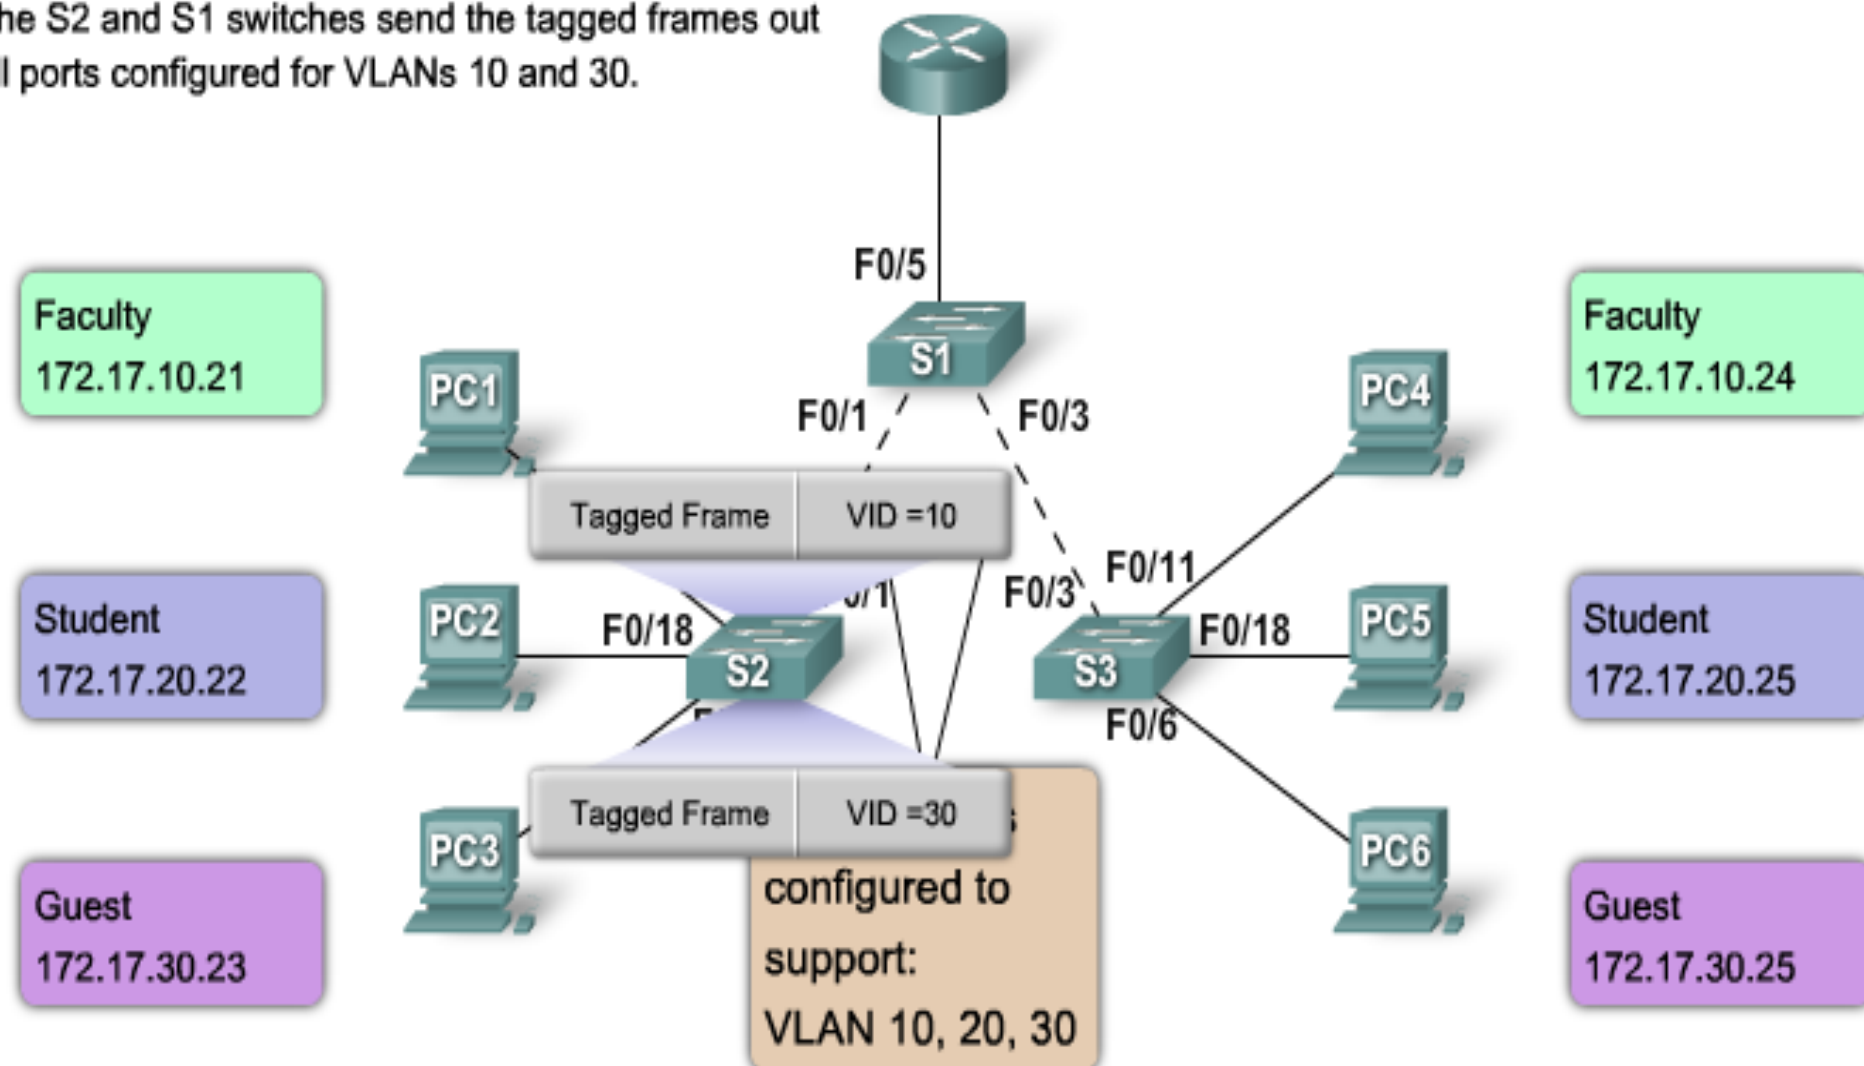 he S2 and S1 switches send the tagged frames out
ll ports configured for VLANs 10 and 30.
F0/5
S1
F0/1
F0/3
Faculty
172.17.10.21
PC1
PC4
Faculty
172.17.10.24
Tagged Frame
VID =10
F0/3
F0/11
Student
172.17.20.22
PC2
F0/18
S2
S3
F0/18
PC5
Student
172.17.20.25
F0/6
Tagged Frame
VID =30
Guest
172.17.30.23
PC3
configured to
support:
VLAN 10, 20, 30
PC6
Guest
172.17.30.25